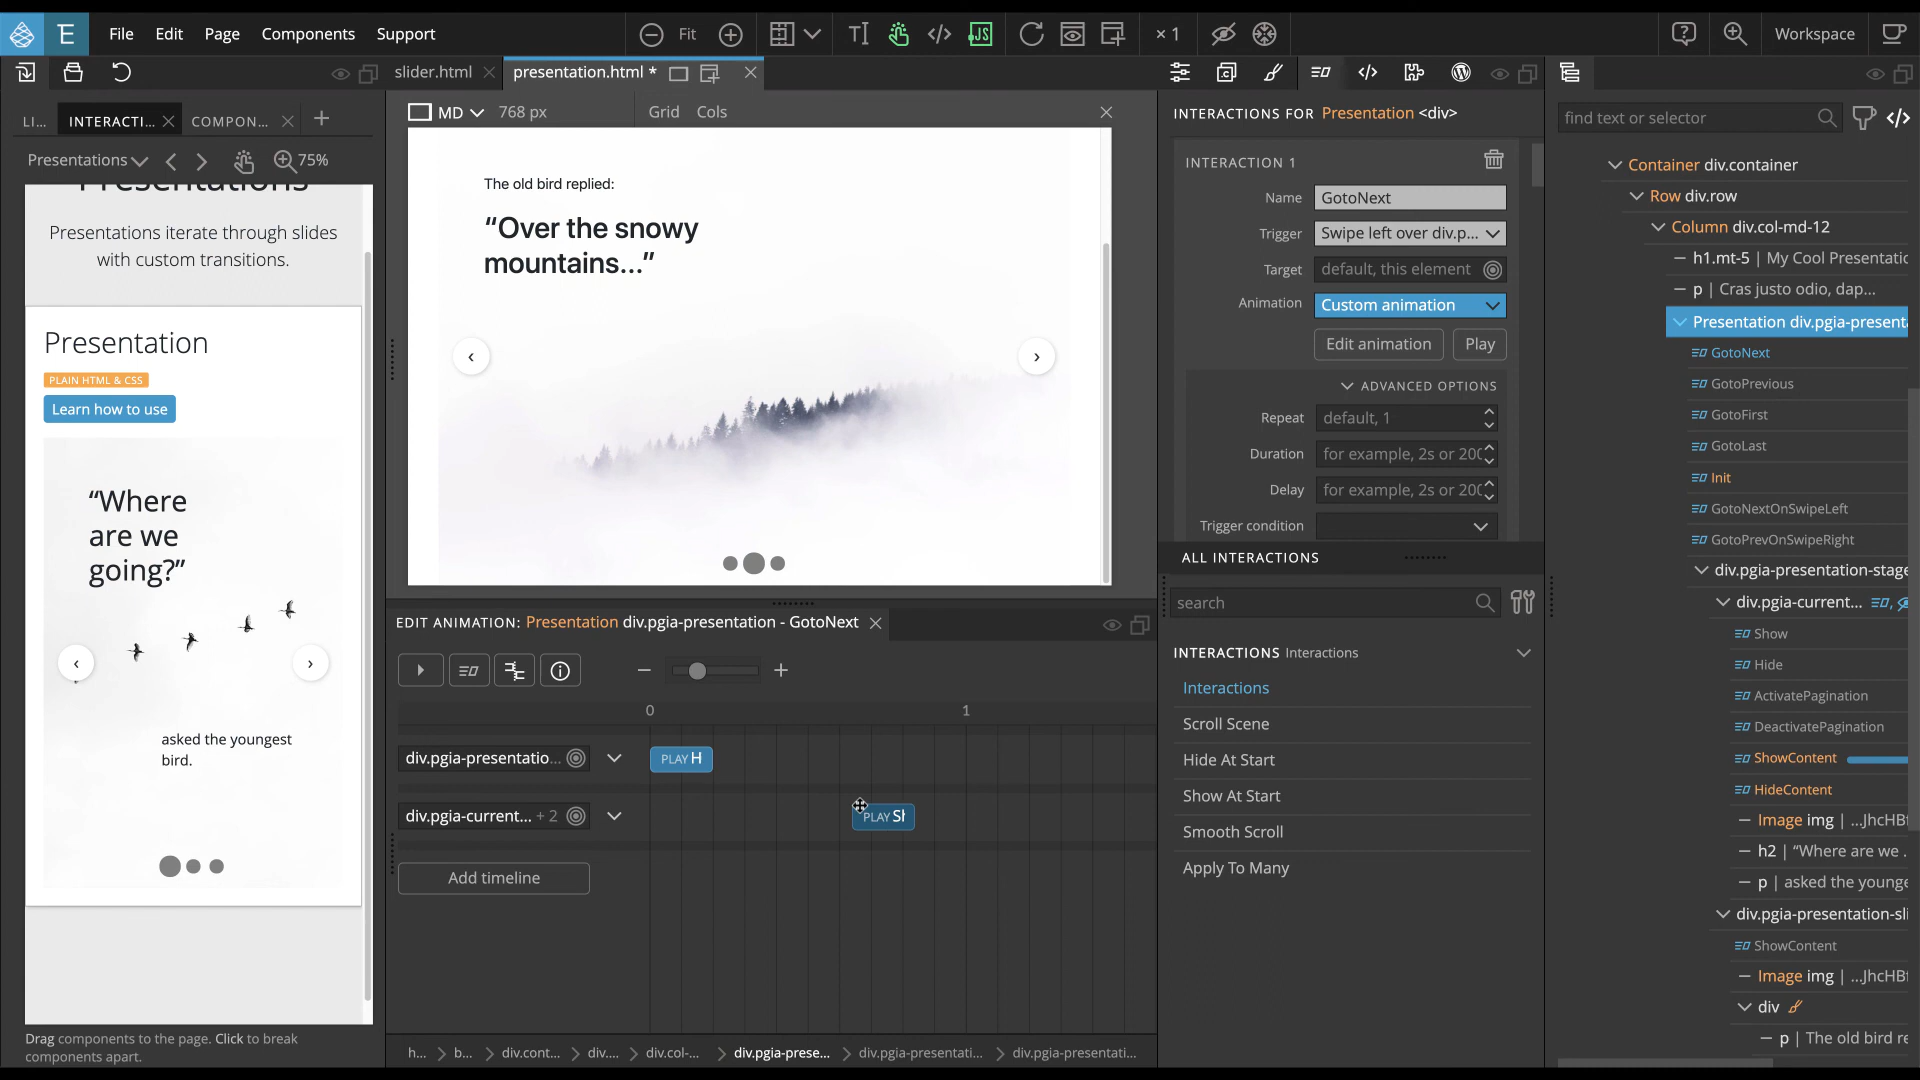 E File Edit Page Components Support Fit TI JS × 1 Workspace
slider.html presentation.html *
LI... INTERACTI... COMPON...
Presentations 75%
Presentations
Presentations iterate through slides
with custom transitions.
Presentation
PLAIN HTML & CSS
Learn how to use
“Where
are we
going?”
‹ ›
asked the youngest
bird.
Drag components to the page. Click to break
components apart.
MD 768 px Grid Cols
The old bird replied:
“Over the snowy
mountains...”
‹ ›
EDIT ANIMATION: Presentation div.pgia-presentation - GotoNext
0 1
div.pgia-presentatio... PLAY H
div.pgia-current... + 2 PLAY
Add timeline
h... b... div.cont... div.... div.col-... div.pgia-prese... div.pgia-presentati... div.pgia-presentati...
INTERACTIONS FOR Presentation <div>
INTERACTION 1
Name GotoNext
Trigger Swipe left over div.p...
Target default, this element
Animation Custom animation
Edit animation Play
ADVANCED OPTIONS
Repeat default, 1
Duration for example, 2s or 200
Delay for example, 2s or 200
Trigger condition
ALL INTERACTIONS
search
INTERACTIONS Interactions
Interactions
Scroll Scene
Hide At Start
Show At Start
Smooth Scroll
Apply To Many
find text or selector
Container div.container
Row div.row
Column div.col-md-12
h1.mt-5 | My Cool Presentatio
p | Cras justo odio, dap...
Presentation div.pgia-presenta
GotoNext
GotoPrevious
GotoFirst
GotoLast
Init
GotoNextOnSwipeLeft
GotoPrevOnSwipeRight
div.pgia-presentation-stage
div.pgia-current...
Show
Hide
ActivatePagination
DeactivatePagination
ShowContent
HideContent
Image img | ...JhcHBf
h2 | “Where are we .
p | asked the younge
div.pgia-presentation-sli
ShowContent
Image img | ...JhcHBf
div
p | The old bird re